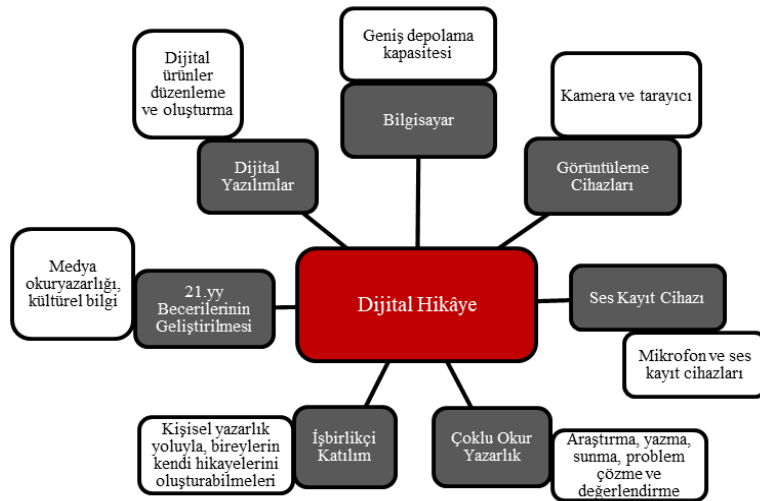 Geniş depolama
kapasitesi
Bilgisayar
Dijital
ürünler
düzenleme
ve oluşturma
Dijital
Yazılımlar
Kamera ve tarayıcı
Görüntüleme
Cihazları
Medya
okuryazarlığı,
kültürel bilgi
21.yy
Becerilerinin
Geliştirilmesi
Dijital Hikâye
Ses Kayıt Cihazı
Mikrofon ve ses
kayıt cihazları
Kişisel yazarlık
yoluyla, bireylerin
kendi hikayelerini
oluşturabilmeleri
İşbirlikçi
Katılım
Çoklu Okur
Yazarlık
Araştırma, yazma,
sunma, problem
çözme ve
değerlendirme